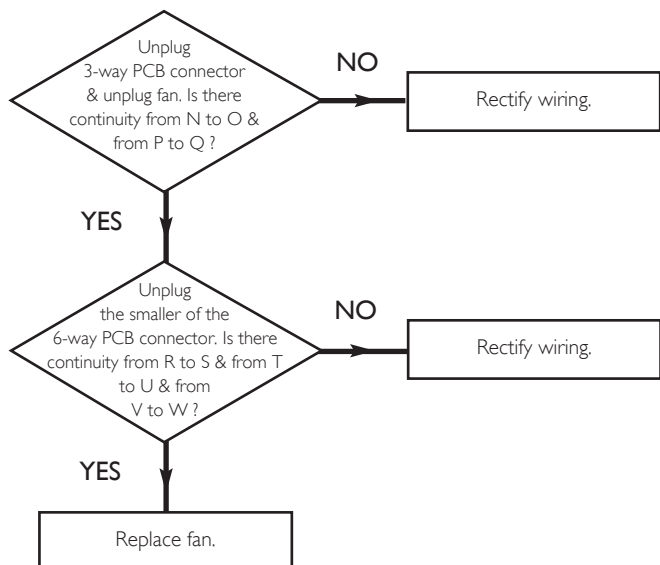 Unplug
3-way PCB connector
& unplug fan. Is there
continuity from N to O &
from P to Q ?
NO
Rectify wiring.
YES
Unplug
the smaller of the
6-way PCB connector. Is there
continuity from R to S & from T
to U & from
V to W ?
NO
Rectify wiring.
YES
Replace fan.